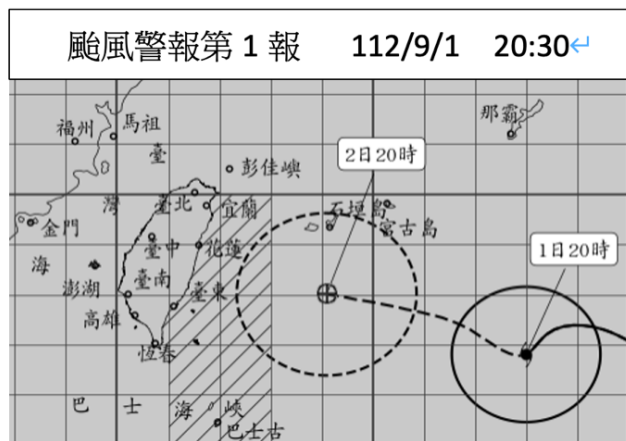 颱風警報第 1 報 112/9/1 20:30↵
那霸
福州
馬祖
2日20時
臺
彭佳嶼
臺北
宜蘭
石垣島
灣
金門
宮古島
臺中
花蓮
1日20時
海
臺南
澎湖
臺東
高雄
恆春
巴 士 海 峽
巴士古